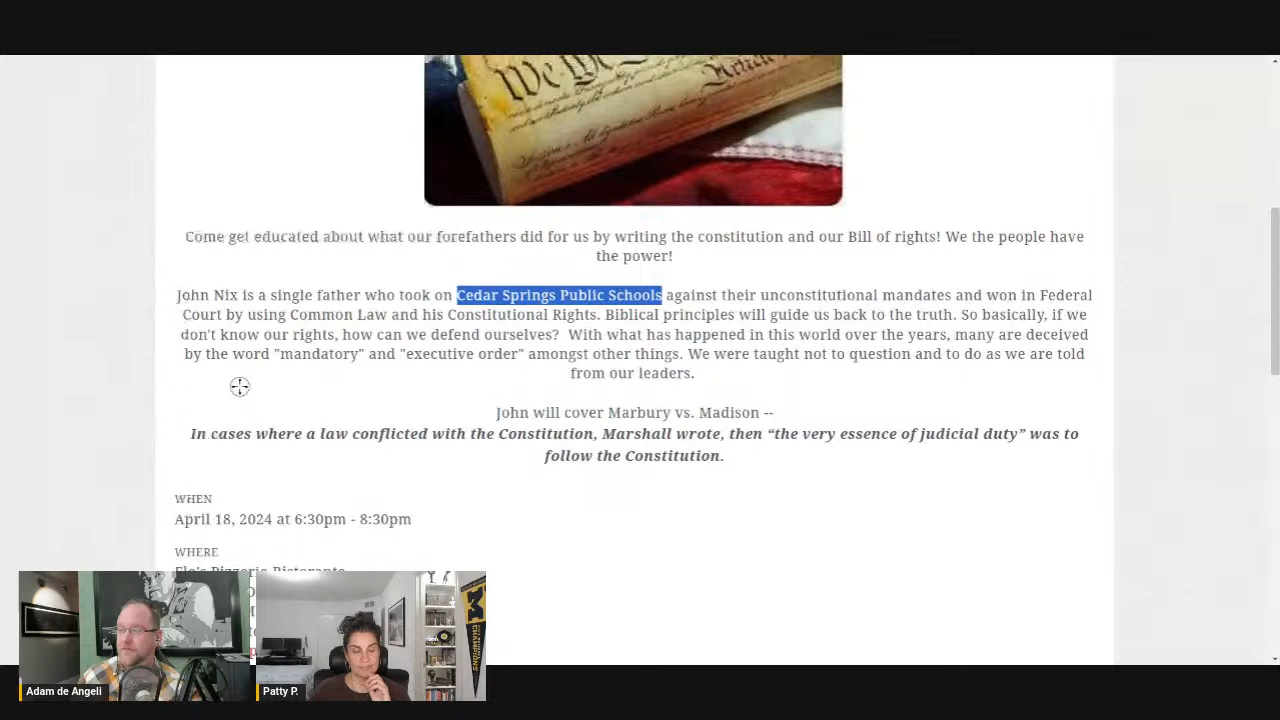 We the
Article
Come get educated about what our forefathers did for us by writing the constitution and our Bill of rights! We the people have
the power!
John Nix is a single father who took on Cedar Springs Public Schools against their unconstitutional mandates and won in Federal
Court by using Common Law and his Constitutional Rights. Biblical principles will guide us back to the truth. So basically, if we
don't know our rights, how can we defend ourselves?  With what has happened in this world over the years, many are deceived
by the word "mandatory" and "executive order" amongst other things. We were taught not to question and to do as we are told
from our leaders.
John will cover Marbury vs. Madison --
In cases where a law conflicted with the Constitution, Marshall wrote, then “the very essence of judicial duty” was to
follow the Constitution.
WHEN
April 18, 2024 at 6:30pm - 8:30pm
WHERE
Flo's Pizzeria Ristorante
CHAMPIONS
Adam de Angeli
Patty P.